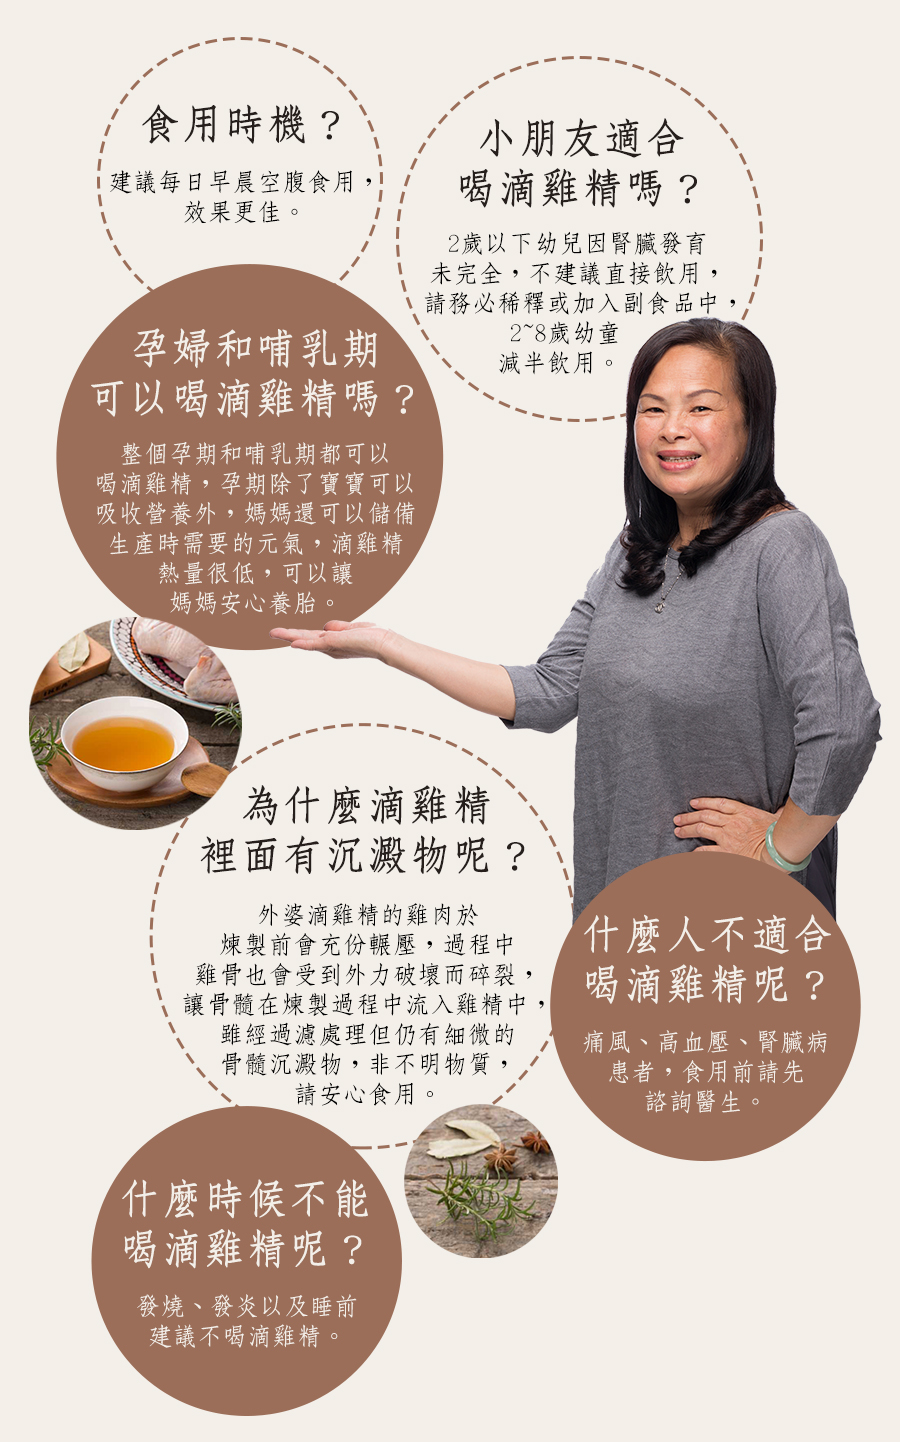 食用時機？
建議每日早晨空腹食用，
效果更佳。
小朋友適合
喝滴雞精嗎？
2歲以下幼兒因腎臟發育
未完全，不建議直接飲用，
請務必稀釋或加入副食品中，
2~8歲幼童
減半飲用。
孕婦和哺乳期
可以喝滴雞精嗎？
整個孕期和哺乳期都可以
喝滴雞精，孕期除了寶寶可以
吸收營養外，媽媽還可以儲備
生產時需要的元氣，滴雞精
熱量很低，可以讓
媽媽安心養胎。
為什麼滴雞精
裡面有沉澱物呢？
外婆滴雞精的雞肉於
煉製前會充份輾壓，過程中
雞骨也會受到外力破壞而碎裂，
讓骨髓在煉製過程中流入雞精中，
雖經過濾處理但仍有細微的
骨髓沉澱物，非不明物質，
請安心食用。
什麼人不適合
喝滴雞精呢？
痛風、高血壓、腎臟病
患者，食用前請先
諮詢醫生。
什麼時候不能
喝滴雞精呢？
發燒、發炎以及睡前
建議不喝滴雞精。